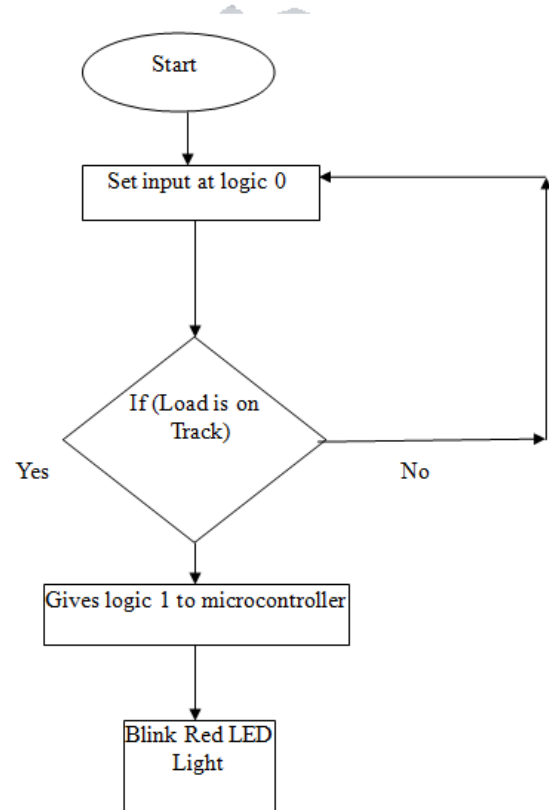 Start
Set input at logic 0
If (Load is on
Track)
Yes
No
Gives logic 1 to microcontroller
Blink Red LED
Light